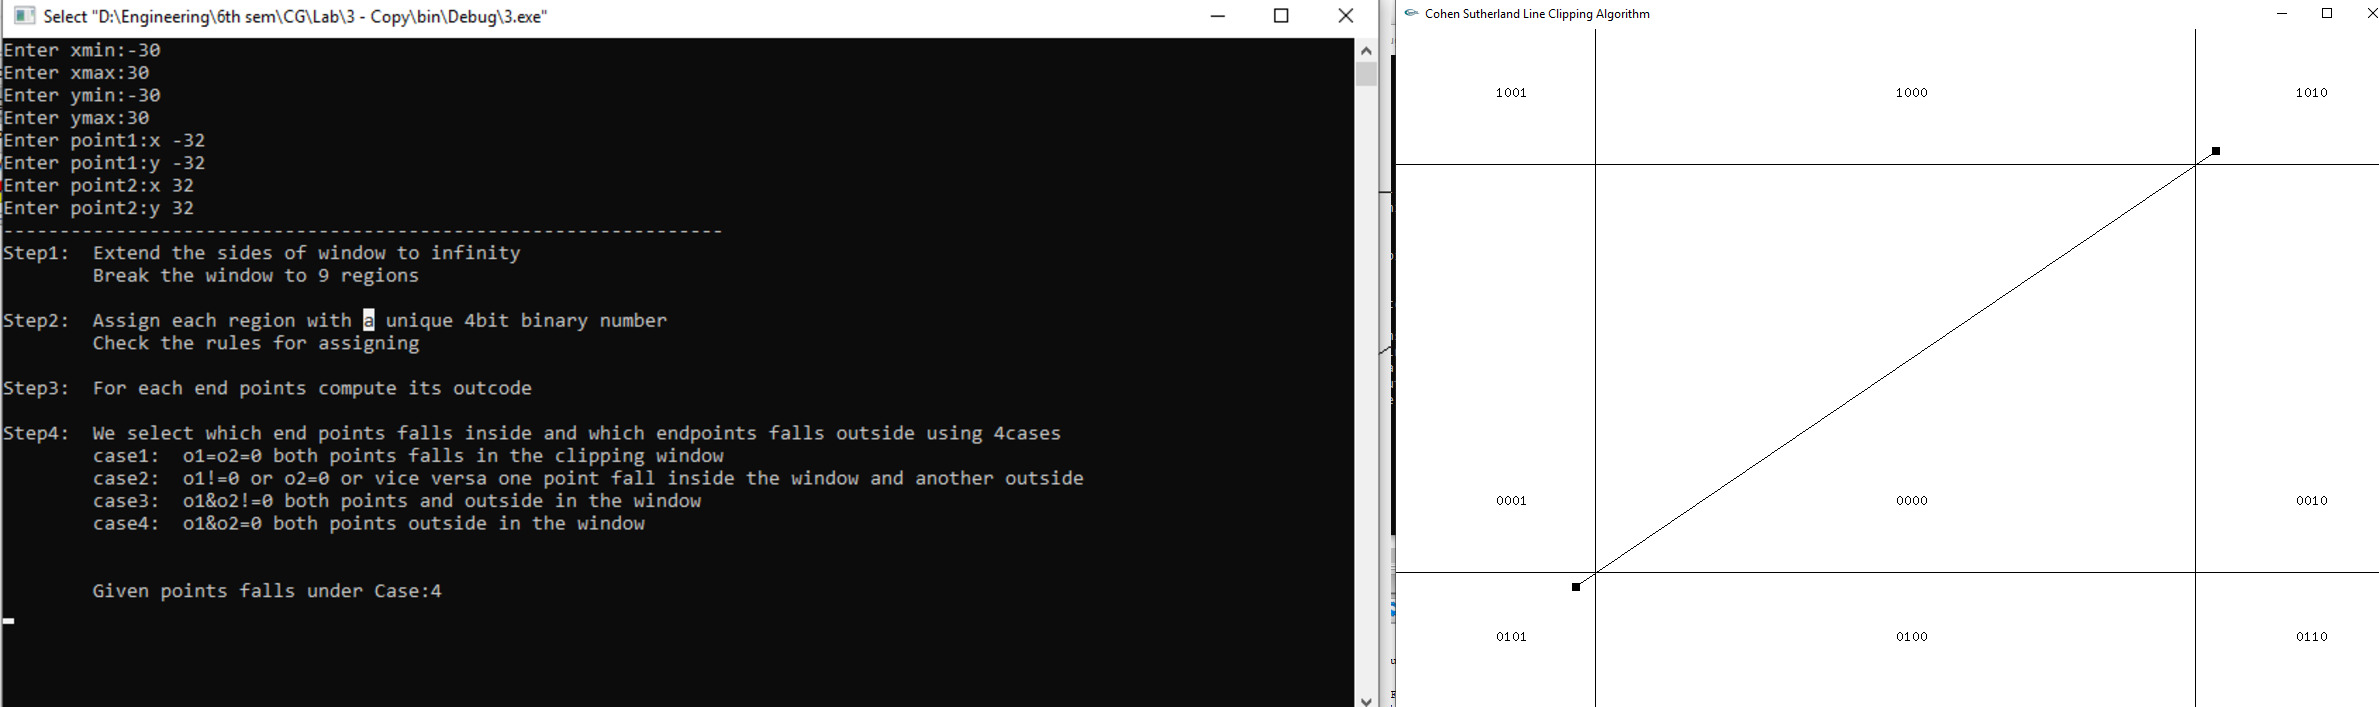 Select "D:\Engineering\6th sem\CG\Lab\3 - Copy\bin\Debug\3.exe"
Enter xmin:-30
Enter xmax:30
Enter ymin:-30
Enter ymax:30
Enter point1:x -32
Enter point1:y -32
Enter point2:x 32
Enter point2:y 32
----------------------------------------------------------------
Step1:  Extend the sides of window to infinity
Break the window to 9 regions
Step2:  Assign each region with a unique 4bit binary number
Check the rules for assigning
Step3:  For each end points compute its outcode
Step4:  We select which end points falls inside and which endpoints falls outside using 4cases
case1:  o1=o2=0 both points falls in the clipping window
case2:  o1!=0 or o2=0 or vice versa one point fall inside the window and another outside
case3:  o1&o2!=0 both points and outside in the window
case4:  o1&o2=0 both points outside in the window
Given points falls under Case:4
Cohen Sutherland Line Clipping Algorithm
1001 1000 1010
0001 0000 0010
0101 0100 0110